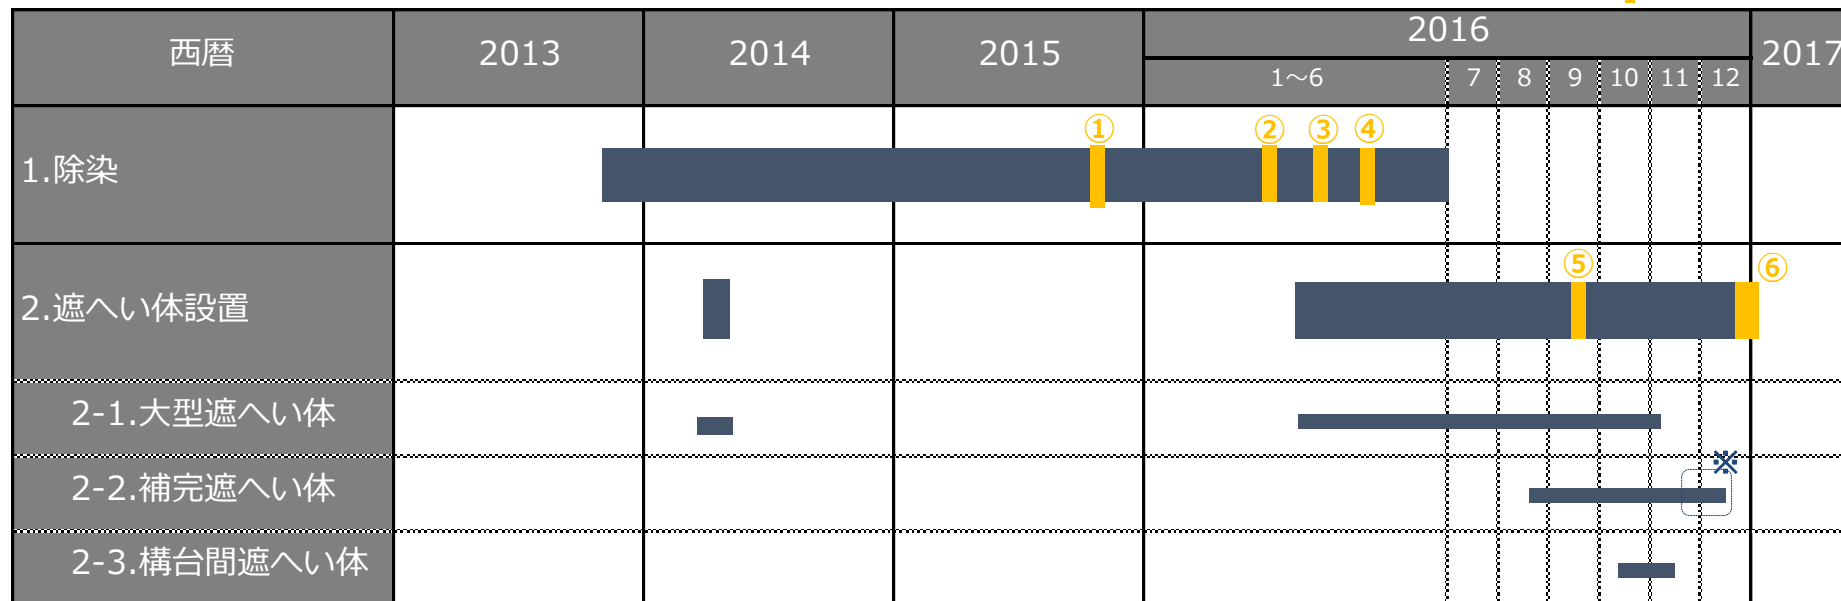 西暦 2013 2014 2015 2016 2017
1～6 7 8 9 10 11 12
① ② ③ ④
1.除染
⑤ ⑥
2.遮へい体設置
2-1.大型遮へい体
※
2-2.補完遮へい体
2-3.構台間遮へい体